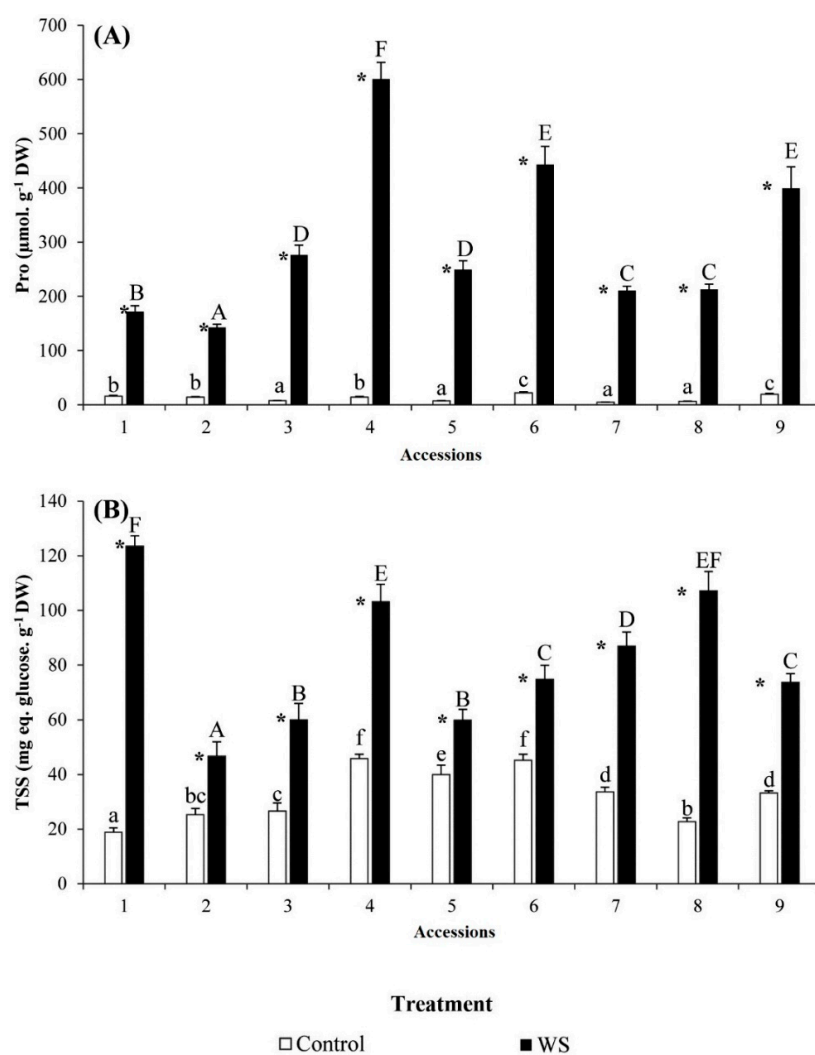 (A)
700
600
500
400
300
200
100
0
Pro (µmol. g⁻¹ DW)
b * B
b * A
a * D
b * F
a * D
c * E
a * C
a * C
c * E
1 2 3 4 5 6 7 8 9
Accessions
(B)
140
120
100
80
60
40
20
0
TSS (mg eq. glucose. g⁻¹ DW)
a * F
bc * A
c * B
f * E
e * B
f * C
d * D
b * EF
d * C
1 2 3 4 5 6 7 8 9
Accessions
Treatment
Control WS